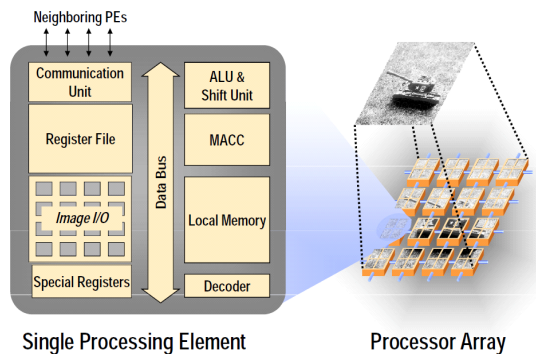 Neighboring PEs
Communication
Unit
Register File
Image I/O
Special Registers
Data Bus
ALU &
Shift Unit
MACC
Local Memory
Decoder
Single Processing Element
Processor Array